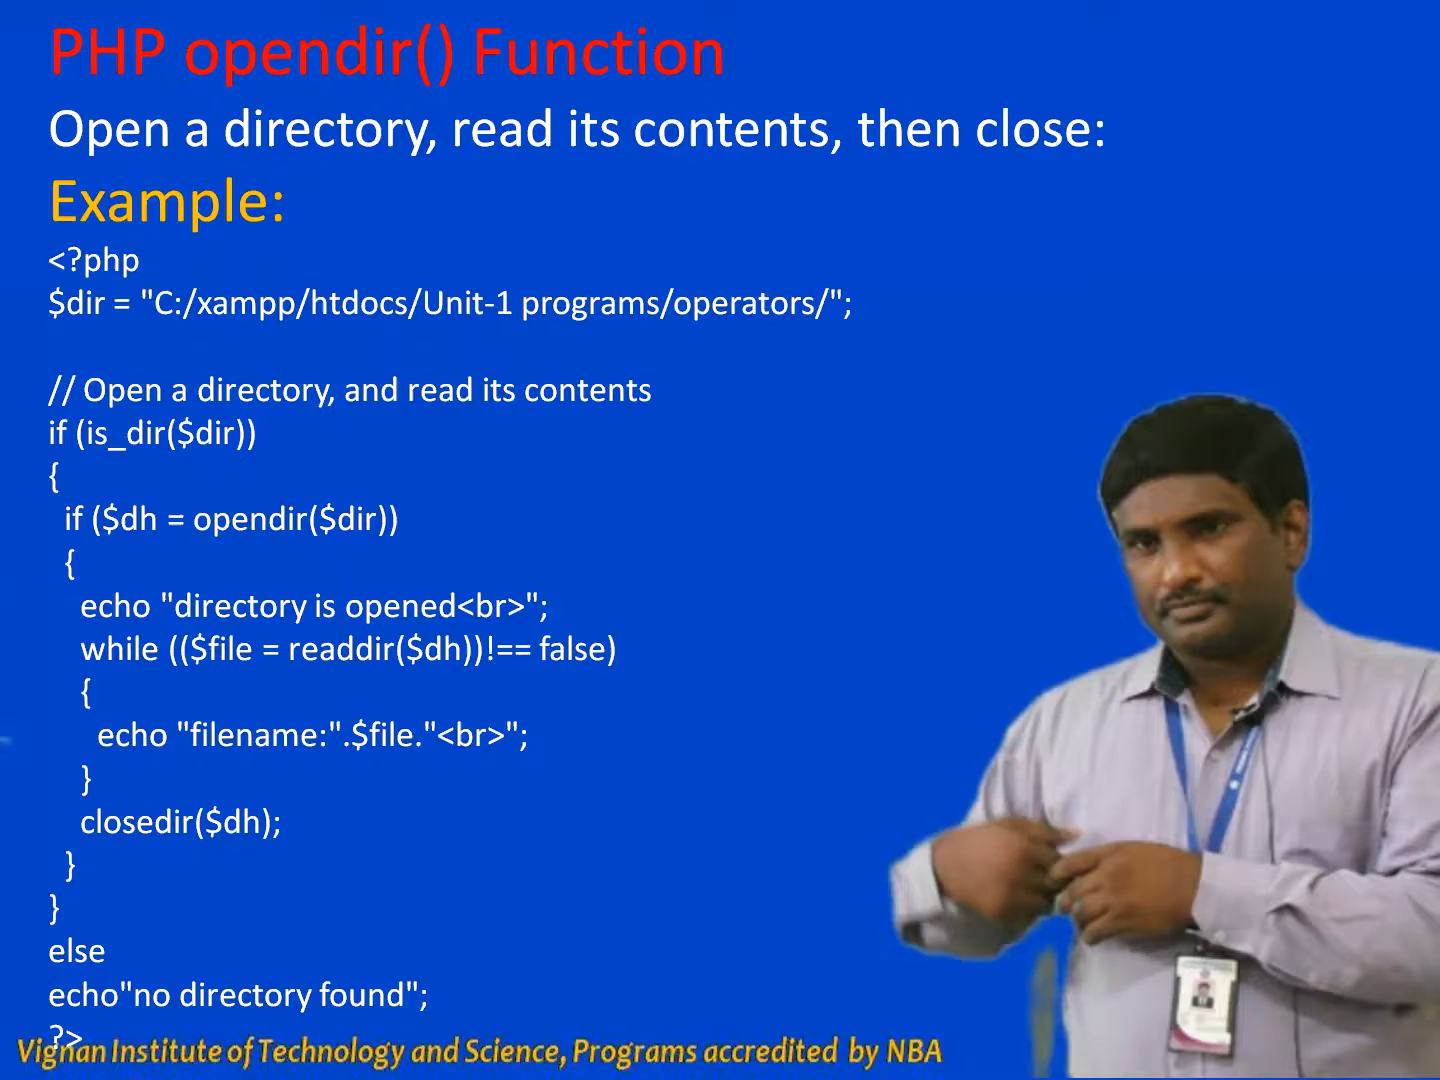 PHP opendir() Function
Open a directory, read its contents, then close:
Example:
<?php
$dir = "C:/xampp/htdocs/Unit-1 programs/operators/";
// Open a directory, and read its contents
if (is_dir($dir))
{
if ($dh = opendir($dir))
{
echo "directory is opened<br>";
while (($file = readdir($dh))!== false)
{
echo "filename:".$file."<br>";
}
closedir($dh);
}
}
else
echo"no directory found";
?>
Vignan Institute of Technology and Science, Programs accredited by NBA